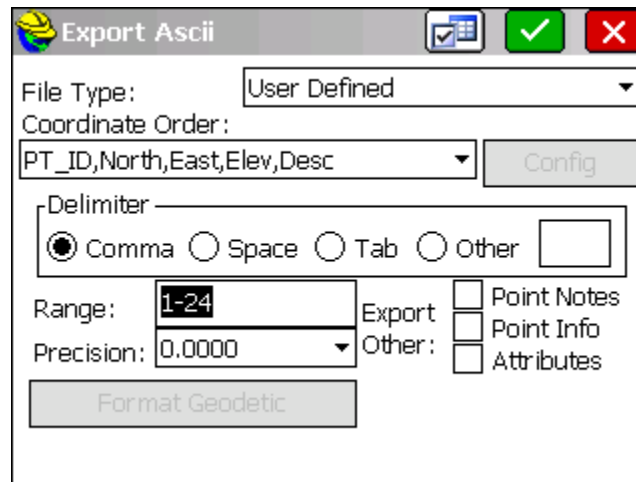 Export Ascii
File Type: User Defined
Coordinate Order:
PT_ID,North,East,Elev,Desc Config
Delimiter
Comma Space Tab Other
Range: 1-24 Export Other: Point Notes
Precision: 0.0000 Point Info
Attributes
Format Geodetic